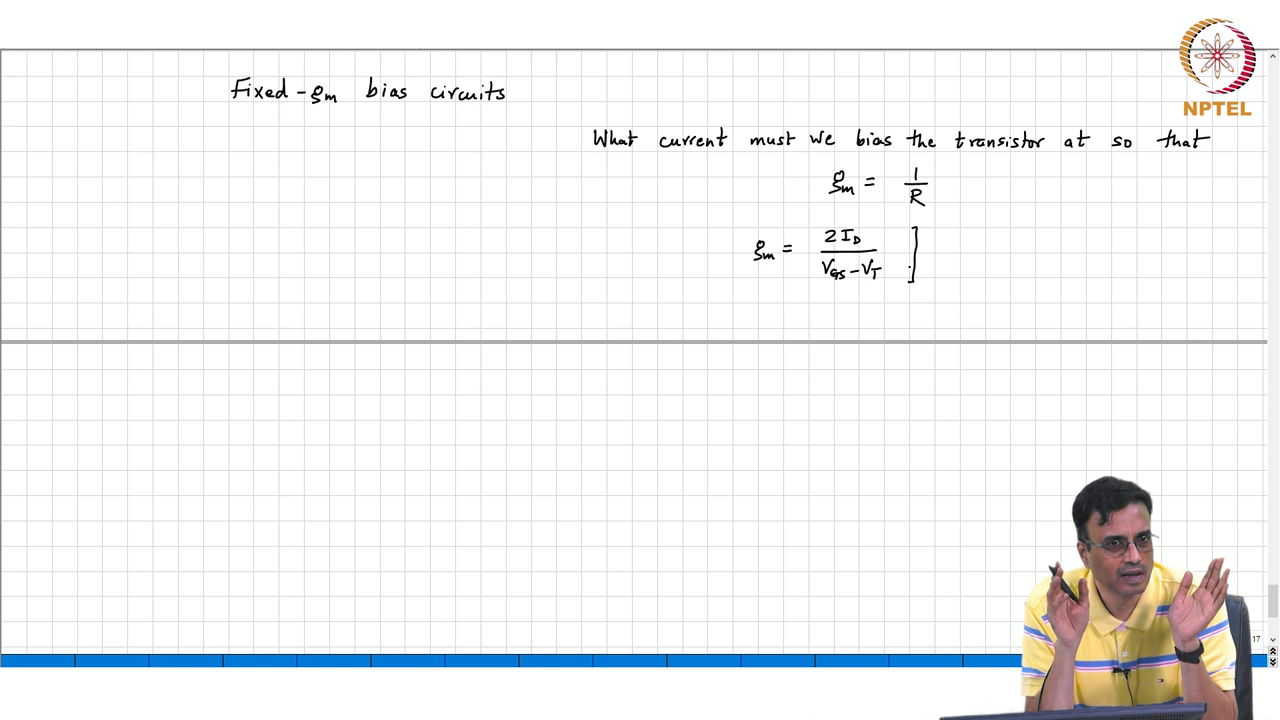 NPTEL
Fixed-gm bias circuits
What current must we bias the transistor at so that
gm = 1/R
gm = 2ID/(VGS-VT) ]
17